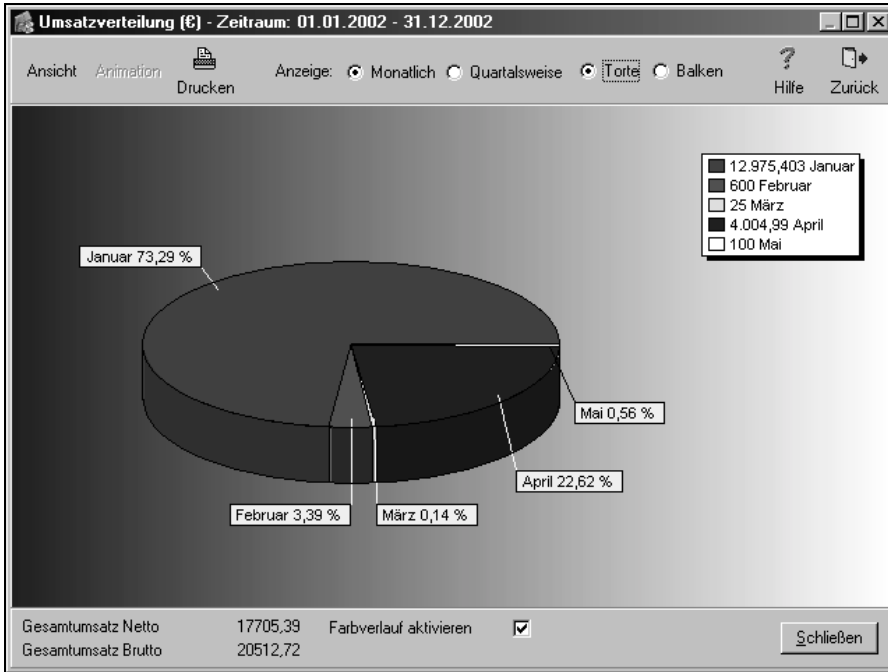 Umsatzverteilung (€) - Zeitraum: 01.01.2002 - 31.12.2002
Ansicht Animation Drucken Anzeige: Monatlich Quartalsweise Torte Balken Hilfe Zurück
12.975,403 Januar
600 Februar
25 März
4.004,99 April
100 Mai
Januar 73,29 %
Mai 0,56 %
April 22,62 %
Februar 3,39 % März 0,14 %
Gesamtumsatz Netto 17705,39 Farbverlauf aktivieren
Gesamtumsatz Brutto 20512,72
Schließen